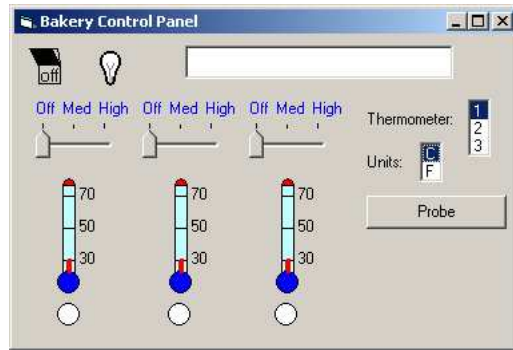 Bakery Control Panel
off
Off Med High Off Med High Off Med High
Thermometer:
1
2
3
Units:
C
F
Probe
70 70 70
50 50 50
30 30 30